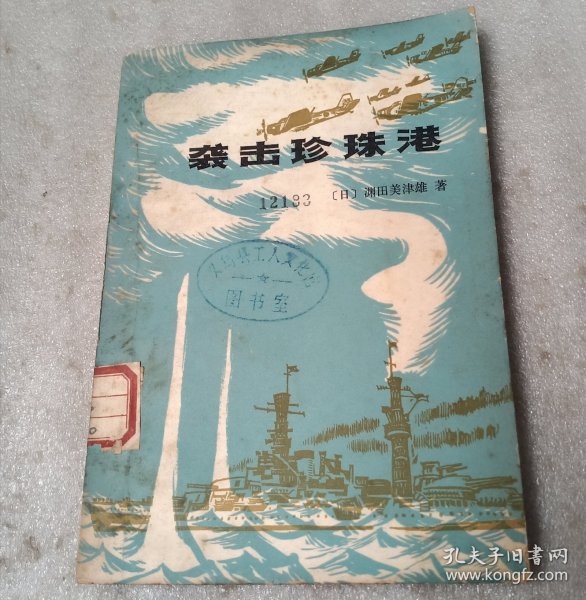 袭击珍珠港
12183 〔日〕渊田美津雄 著
县工人文化宫
图书室
孔夫子旧书网
www.kongfz.com